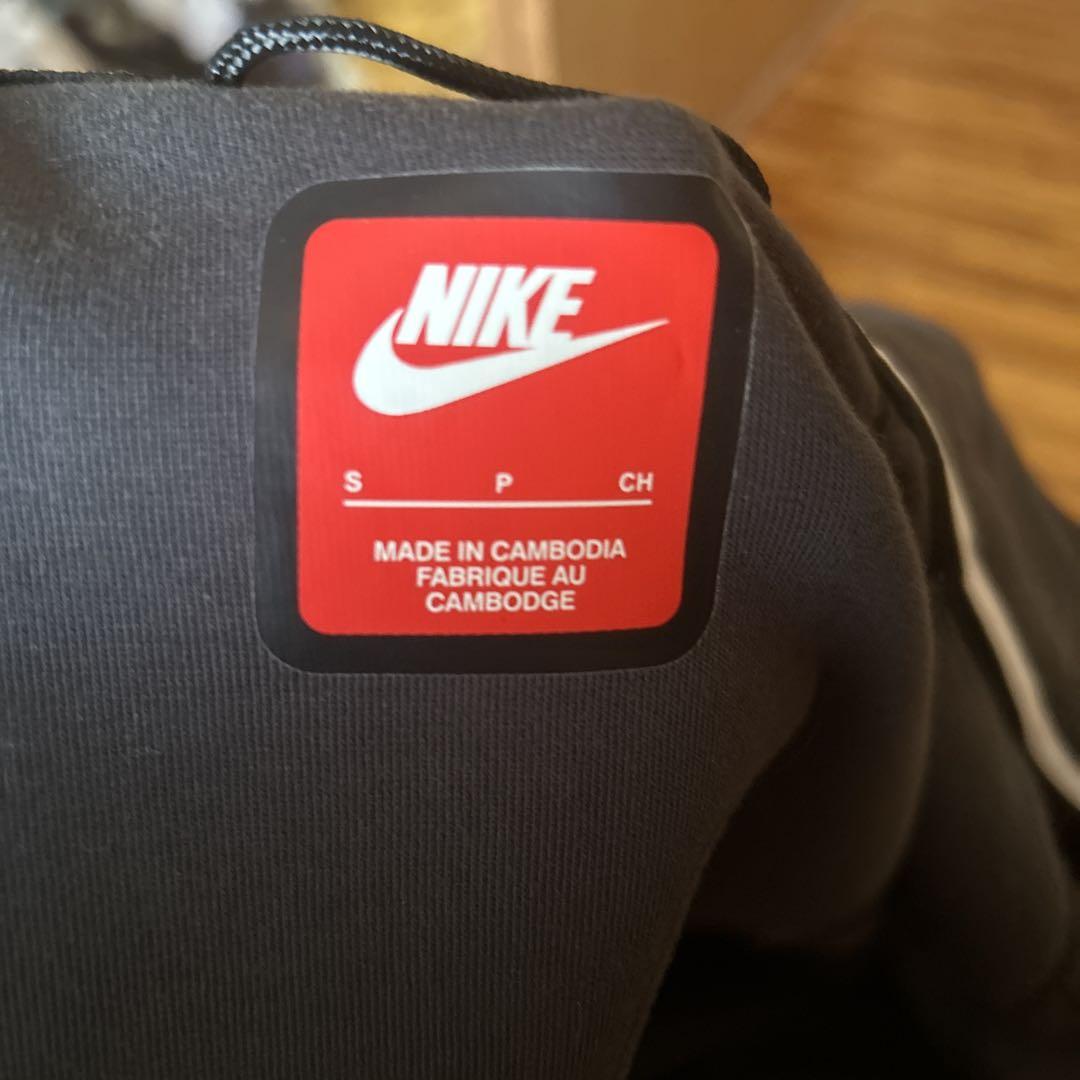 NIKE
S P CH
MADE IN CAMBODIA
FABRIQUE AU
CAMBODGE